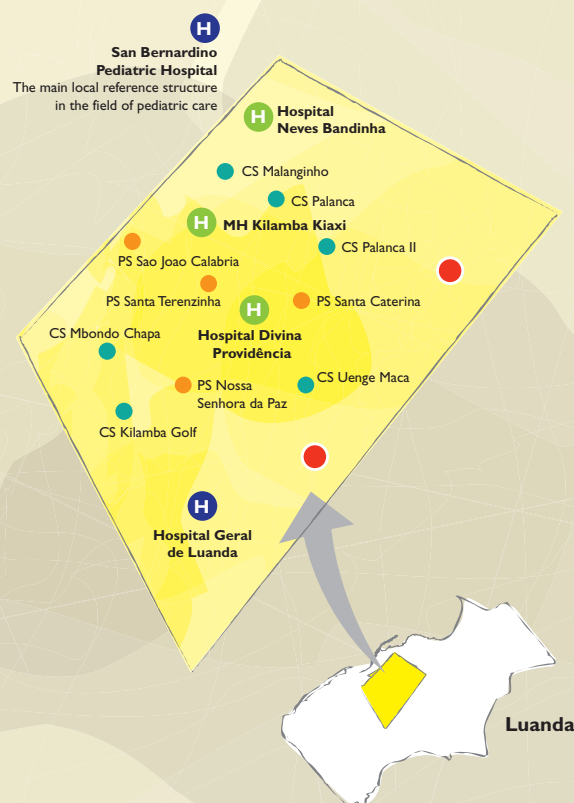 H
San Bernardino
Pediatric Hospital
The main local reference structure
in the field of pediatric care
H
Hospital
Neves Bandinha
CS Malanginho
CS Palanca
H
MH Kilamba Kiaxi
CS Palanca II
PS Sao Joao Calabria
PS Santa Terenzinha
PS Santa Caterina
H
Hospital Divina
Providência
CS Mbondo Chapa
CS Uenge Maca
PS Nossa
Senhora da Paz
CS Kilamba Golf
H
Hospital Geral
de Luanda
Luanda